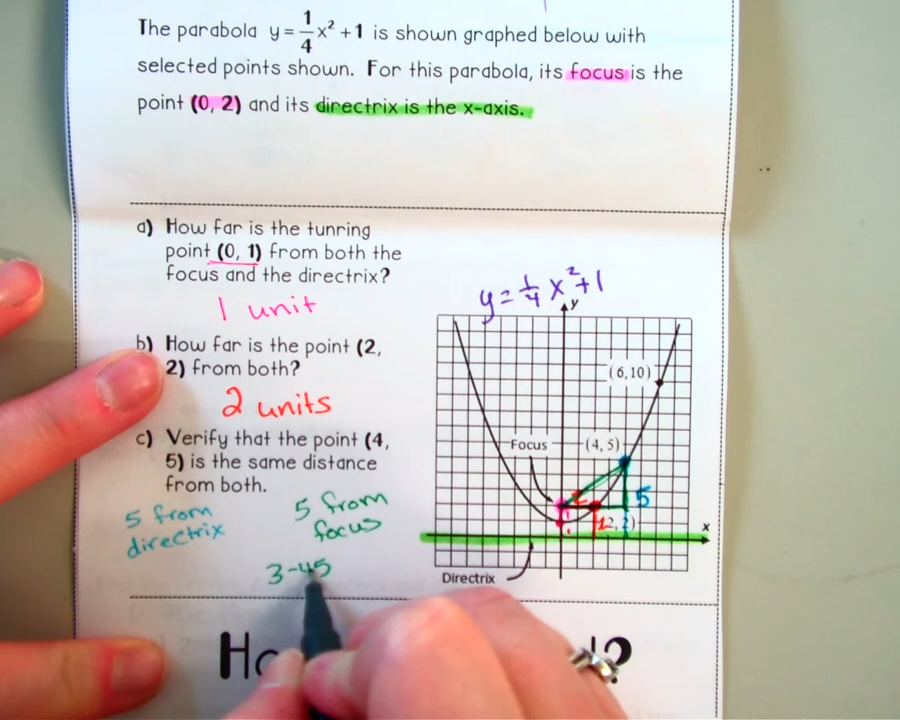 The parabola y = 1/4 x² + 1 is shown graphed below with
selected points shown. For this parabola, its focus is the
point (0, 2) and its directrix is the x-axis.
a) How far is the tunring
point (0, 1) from both the
focus and the directrix?
1 unit
b) How far is the point (2,
2) from both?
2 units
c) Verify that the point (4,
5) is the same distance
from both.
5 from
directrix
5 from
focus
3-45
y = 1/4 x² + 1
y
(6,10)
Focus
(4, 5)
2
5
1
x
Directrix